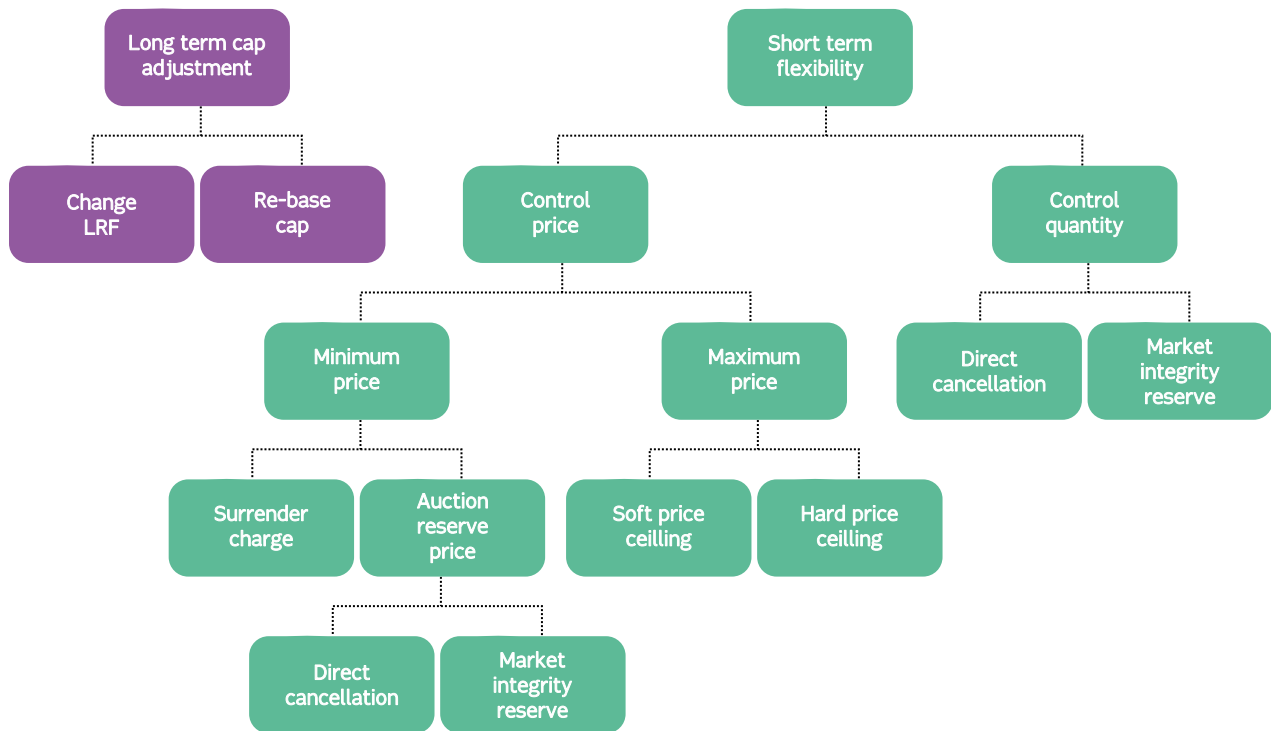 Long term cap
adjustment
Short term
flexibility
Change
LRF
Re-base
cap
Control
price
Control
quantity
Minimum
price
Maximum
price
Direct
cancellation
Market
integrity
reserve
Surrender
charge
Auction
reserve
price
Soft price
ceilling
Hard price
ceilling
Direct
cancellation
Market
integrity
reserve